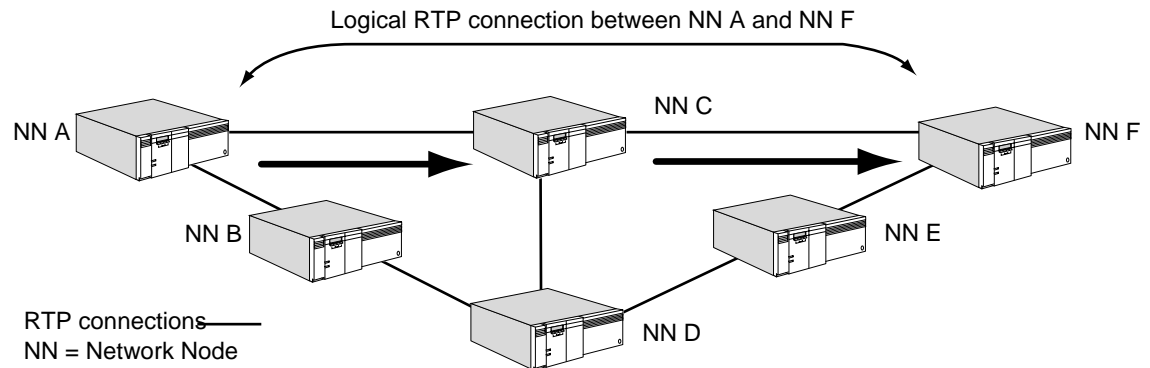 Logical RTP connection between NN A and NN F
NN A
NN C
NN F
NN B
NN E
NN D
RTP connections
NN = Network Node